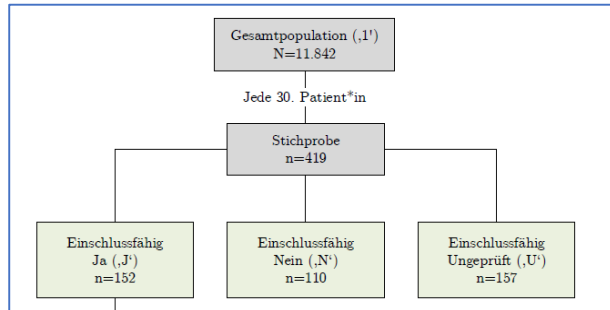 Gesamtpopulation (‚1')
N=11.842
Jede 30. Patient*in
Stichprobe
n=419
Einschlussfähig
Ja (‚J‘
n=152
Einschlussfähig
Nein (‚N‘
n=110
Einschlussfähig
Ungeprüft (‚U‘
n=157